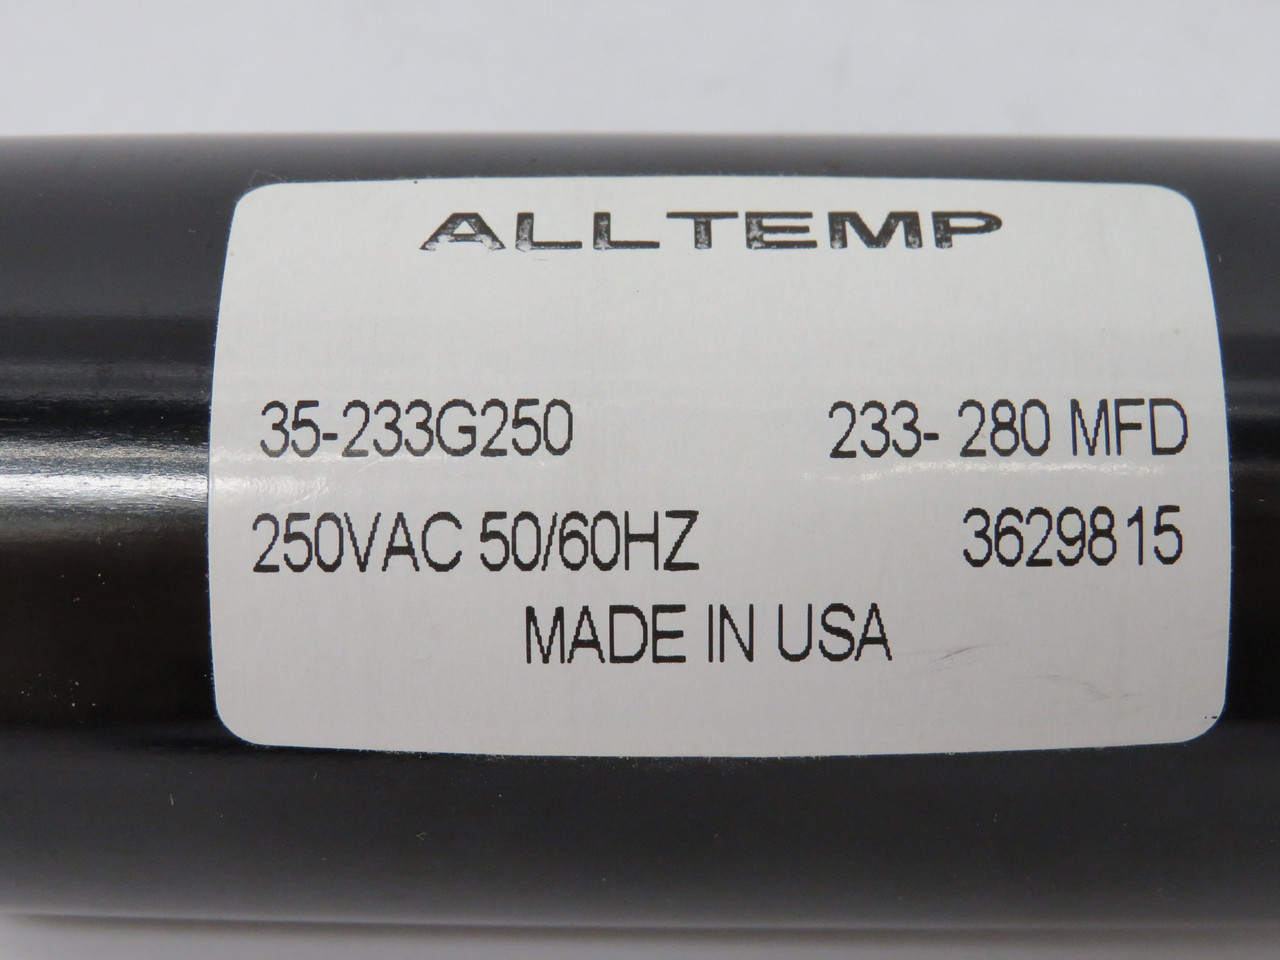 ALLTEMP
35-233G250 233- 280 MFD
250VAC 50/60HZ 3629815
MADE IN USA